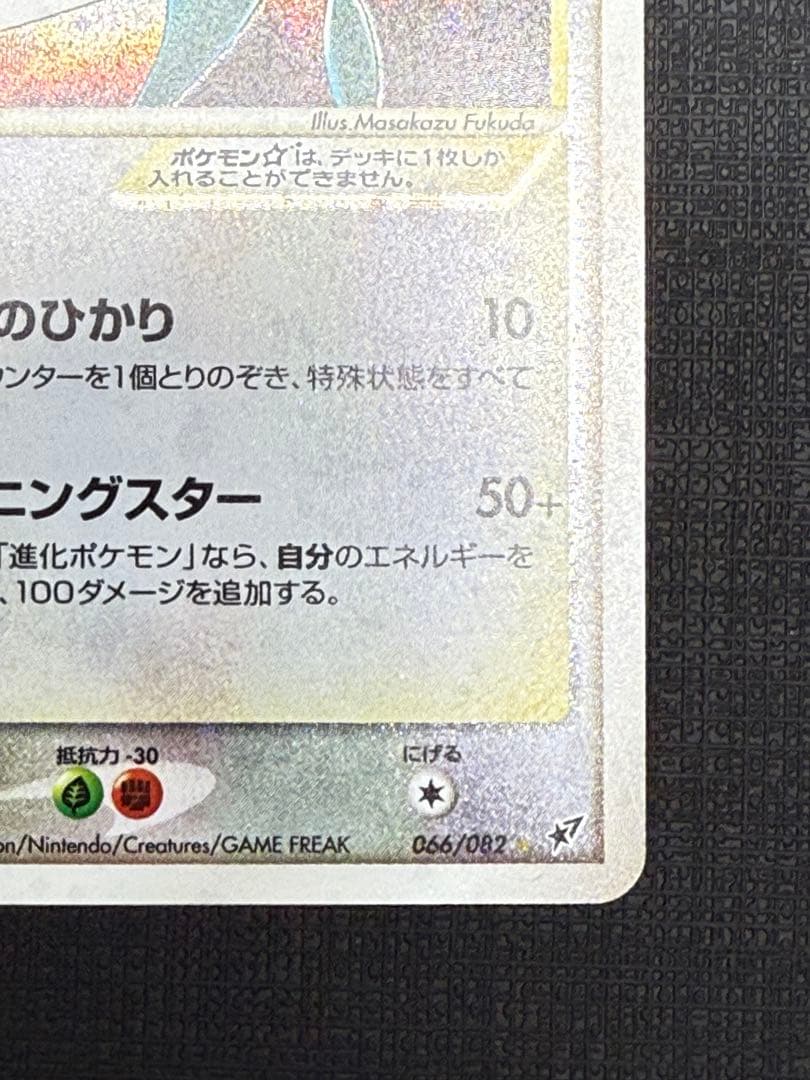 Illus.Masakazu Fukuda
ポケモン☆は、デッキに1枚しか
入れることができません。
のひかり 10
ウンターを1個とりのぞき、特殊状態をすべて
ニングスター 50+
「進化ポケモン」なら、自分のエネルギーを
、100ダメージを追加する。
抵抗力 -30 にげる
on/Nintendo/Creatures/GAME FREAK 066/082